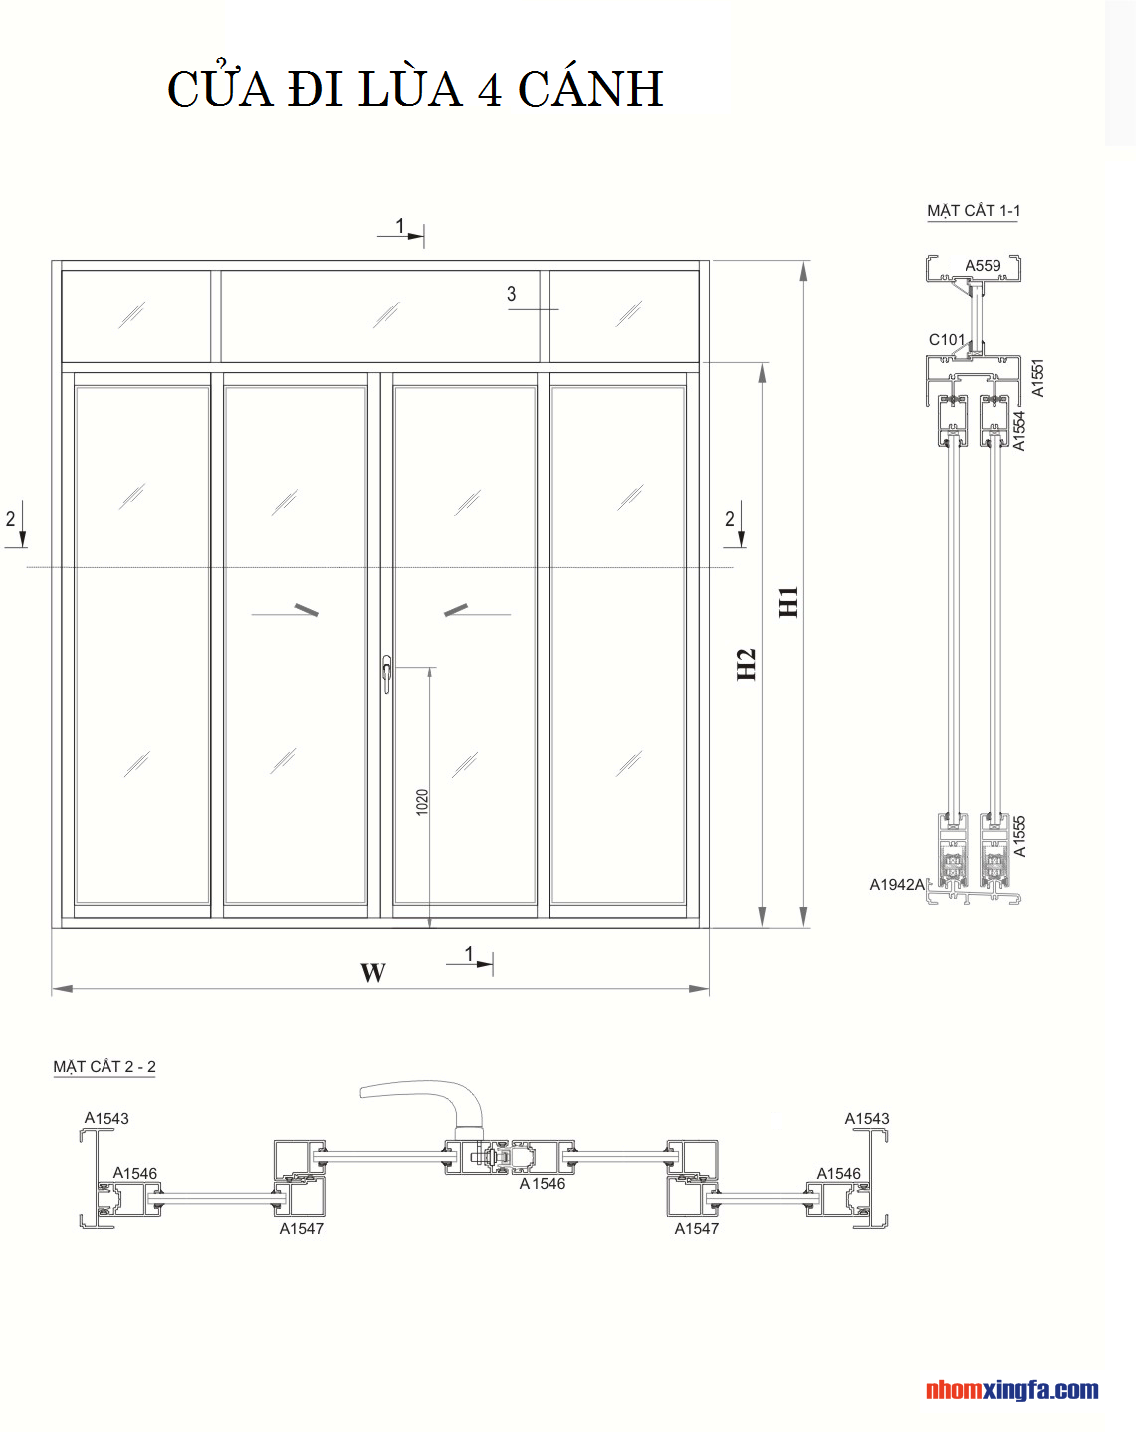 CỬA ĐI LÙA 4 CÁNH
MẶT CẮT 1-1
1
A559
3
C101
A1551
A1554
2
2
H1
H2
1020
A1555
A1942A
1
W
MẶT CẮT 2 - 2
A1543
A1543
A1546
A1546
A1546
A1547
A1547
nhomxingfa.com